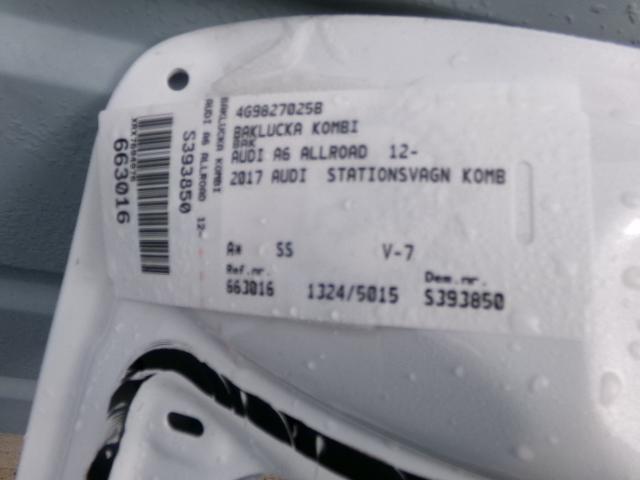 4G9827025B
BAKLUCKA KOMBI
BAK
AUDI A6 ALLROAD 12-
2017 AUDI STATIONSVAGN KOMB
A* SS V-7
Ref.nr. Dem.nr.
663016 1324/5015 S393850
BAKLUCKA KOMBI
AUDI A6 ALLROAD 12-
S393850
663016